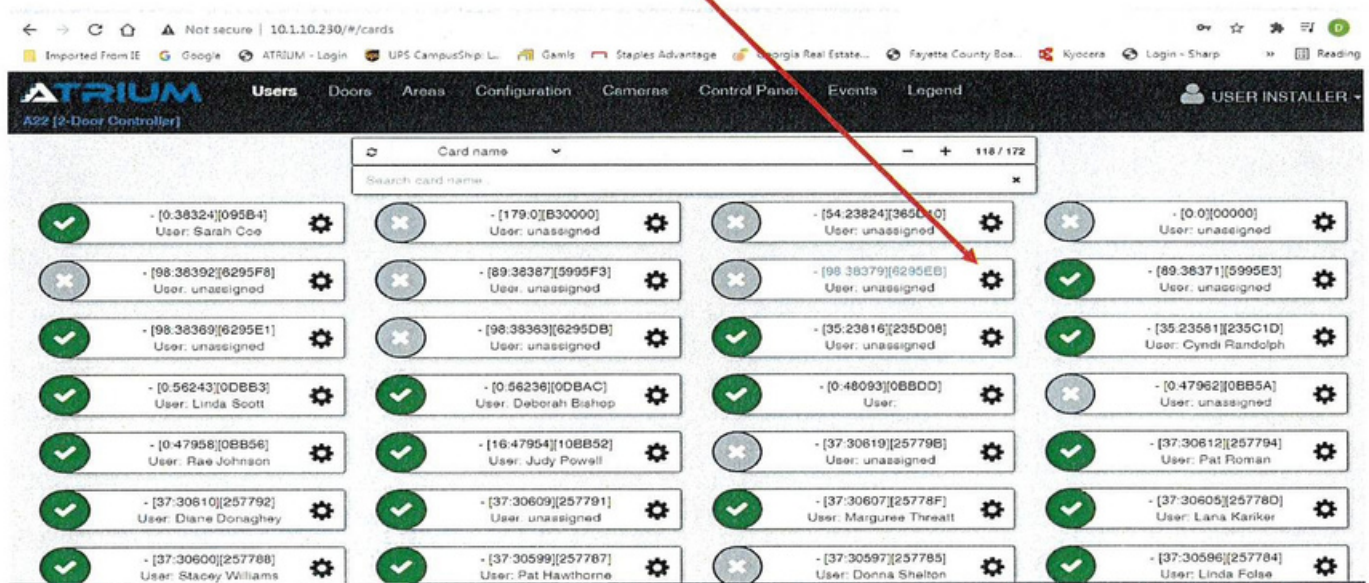 Not secure | 10.1.10.230/#/cards
Imported From IE Google ATRIUM - Login UPS CampusShip: L... Gamls Staples Advantage Georgia Real Estate... Fayette County Boa... Kyocera Login - Sharp » Reading
ATRIUM Users Doors Areas Configuration Cameras Control Panel Events Legend USER INSTALLER
A22 [2-Door Controller]
Card name - + 118 / 172
Search card name
- [0:38324][095B4] - [179:0][B30000] - [54:23824][365D10] - [0:0][00000]
User: Sarah Coe User: unassigned User: unassigned User: unassigned
- [98:38392][6295F8] - [89:38387][5995F3] - [98:38379][6295EB] - [89:38371][5995E3]
User: unassigned User: unassigned User: unassigned User: unassigned
- [98:38369][6295E1] - [98:38363][6295DB] - [35:23816][235D08] - [35:23581][235C1D]
User: unassigned User: unassigned User: unassigned User: Cyndi Randolph
- [0:56243][0DBB3] - [0:56236][0DBAC] - [0:48093][0BBDD] - [0:47962][0BB5A]
User: Linda Scott User: Deborah Bishop User: User: unassigned
- [0:47958][0BB56] - [16:47954][10BB52] - [37:30619][25779B] - [37:30612][257794]
User: Rae Johnson User: Judy Powell User: unassigned User: Pat Roman
- [37:30610][257792] - [37:30609][257791] - [37:30607][25778F] - [37:30605][25778D]
User: Diane Donaghey User: unassigned User: Marguree Threatt User: Lana Kariker
- [37:30600][257788] - [37:30599][257787] - [37:30597][257785] - [37:30596][257784]
User: Stacey Williams User: Pat Hawthorne User: Donna Shelton User: Linda Folse